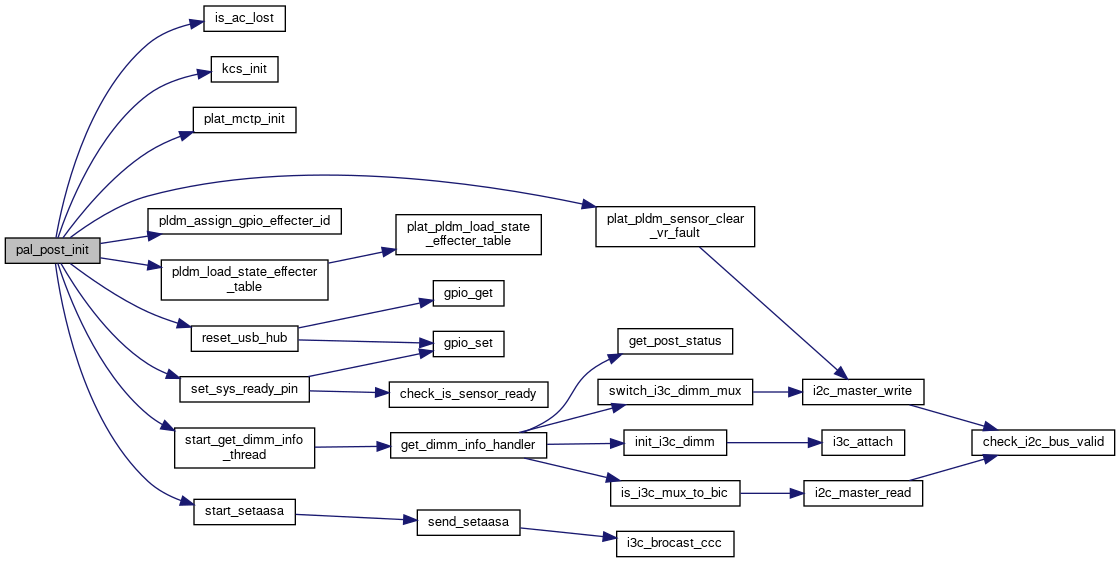 is_ac_lost
kcs_init
plat_mctp_init
plat_pldm_sensor_clear
_vr_fault
pldm_assign_gpio_effecter_id
plat_pldm_load_state
_effecter_table
pal_post_init
pldm_load_state_effecter
_table
gpio_get
reset_usb_hub
gpio_set
get_post_status
set_sys_ready_pin
check_is_sensor_ready
switch_i3c_dimm_mux
i2c_master_write
start_get_dimm_info
_thread
get_dimm_info_handler
init_i3c_dimm
i3c_attach
check_i2c_bus_valid
is_i3c_mux_to_bic
i2c_master_read
start_setaasa
send_setaasa
i3c_brocast_ccc